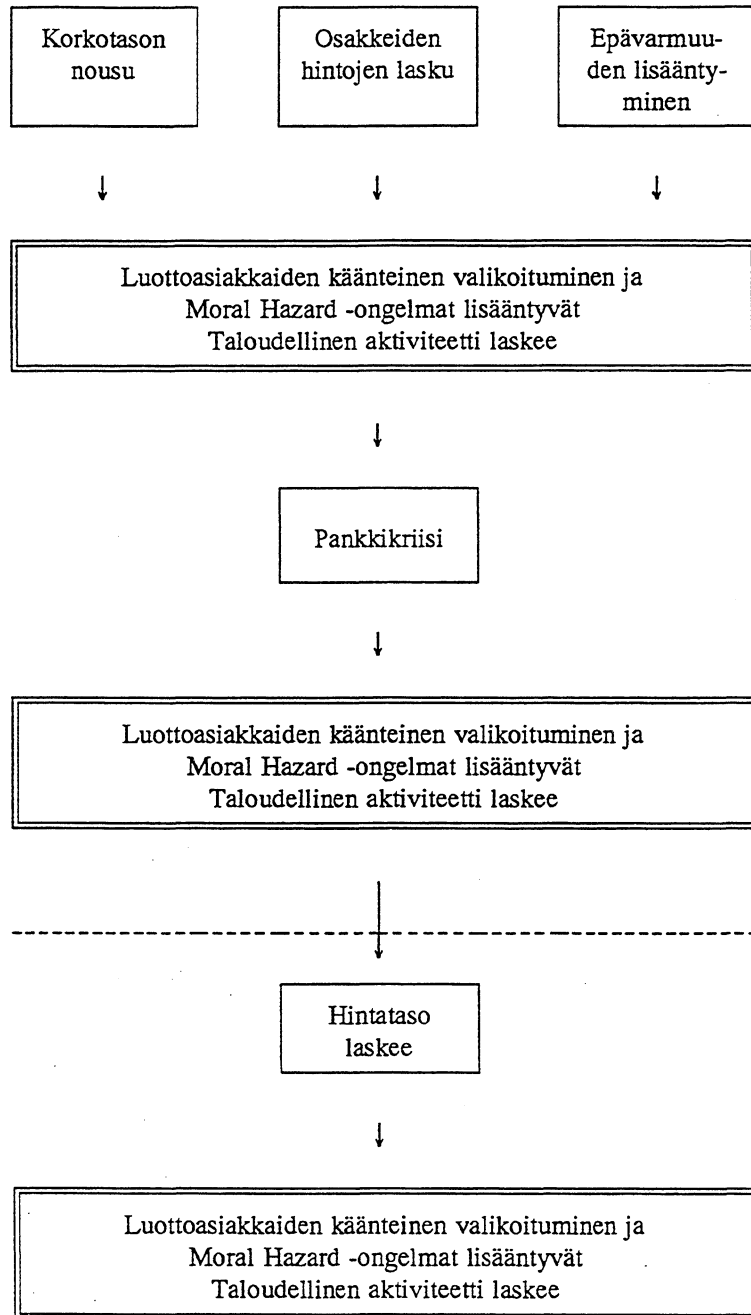 Korkotason
nousu
Osakkeiden
hintojen lasku
Epävarmuu-
den lisäänty-
minen
Luottoasiakkaiden käänteinen valikoituminen ja
Moral Hazard -ongelmat lisääntyvät
Taloudellinen aktiviteetti laskee
Pankkikriisi
Luottoasiakkaiden käänteinen valikoituminen ja
Moral Hazard -ongelmat lisääntyvät
Taloudellinen aktiviteetti laskee
Hintataso
laskee
Luottoasiakkaiden käänteinen valikoituminen ja
Moral Hazard -ongelmat lisääntyvät
Taloudellinen aktiviteetti laskee